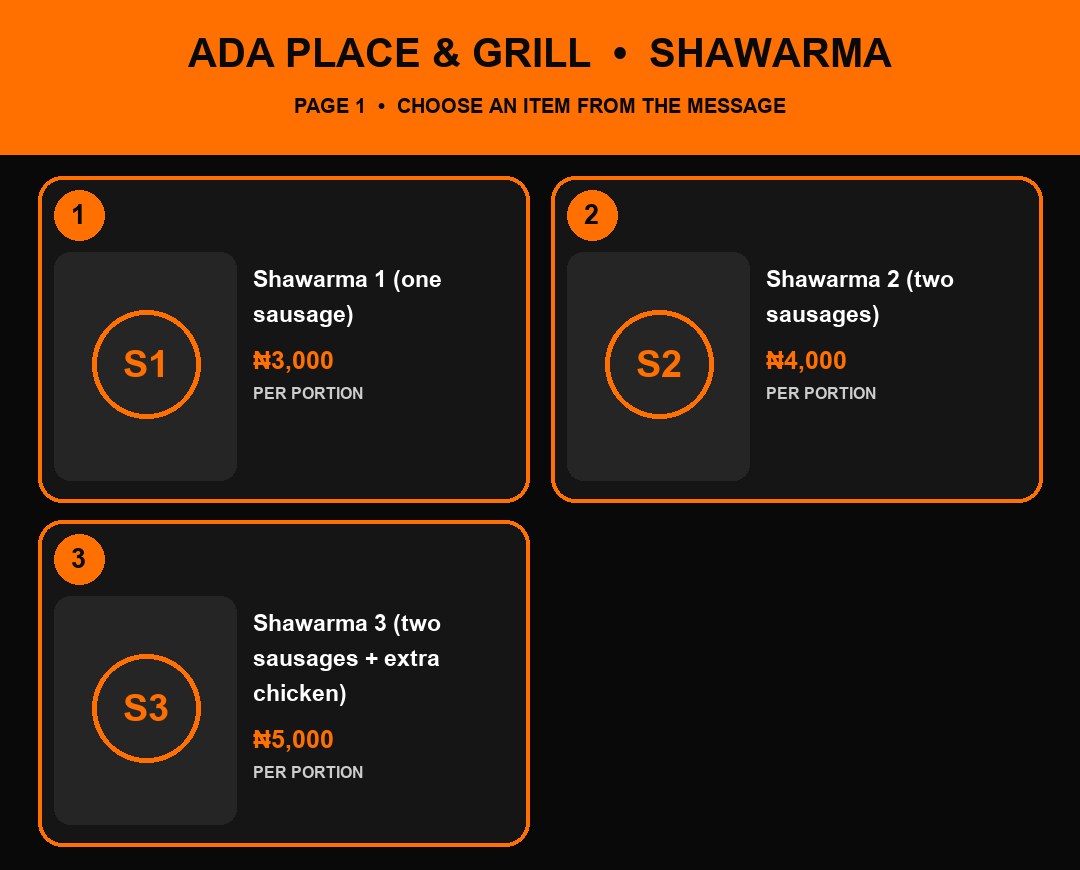 ADA PLACE & GRILL • SHAWARMA
PAGE 1 • CHOOSE AN ITEM FROM THE MESSAGE
1
S1
Shawarma 1 (one
sausage)
₦3,000
PER PORTION
2
S2
Shawarma 2 (two
sausages)
₦4,000
PER PORTION
3
S3
Shawarma 3 (two
sausages + extra
chicken)
₦5,000
PER PORTION